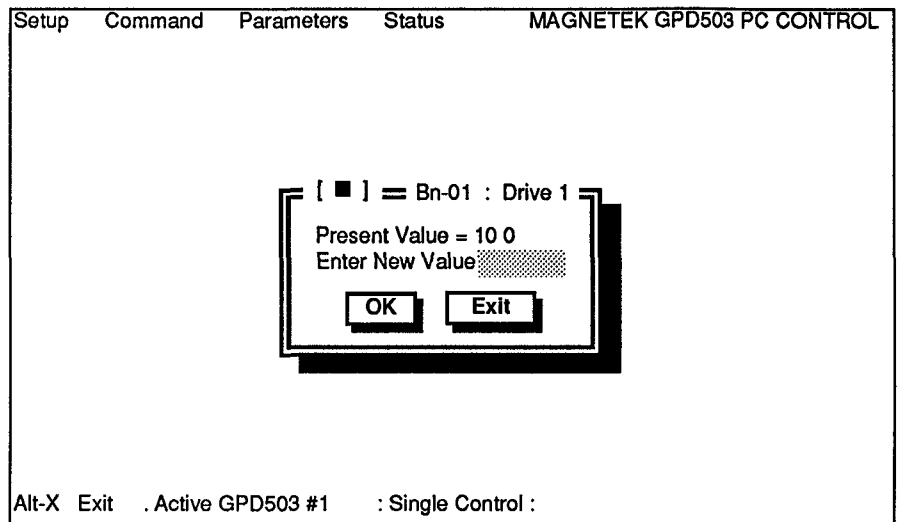 Setup Command Parameters Status MAGNETEK GPD503 PC CONTROL
[ ■ ] Bn-01 : Drive 1
Present Value = 10 0
Enter New Value
OK Exit
Alt-X Exit . Active GPD503 #1 : Single Control :